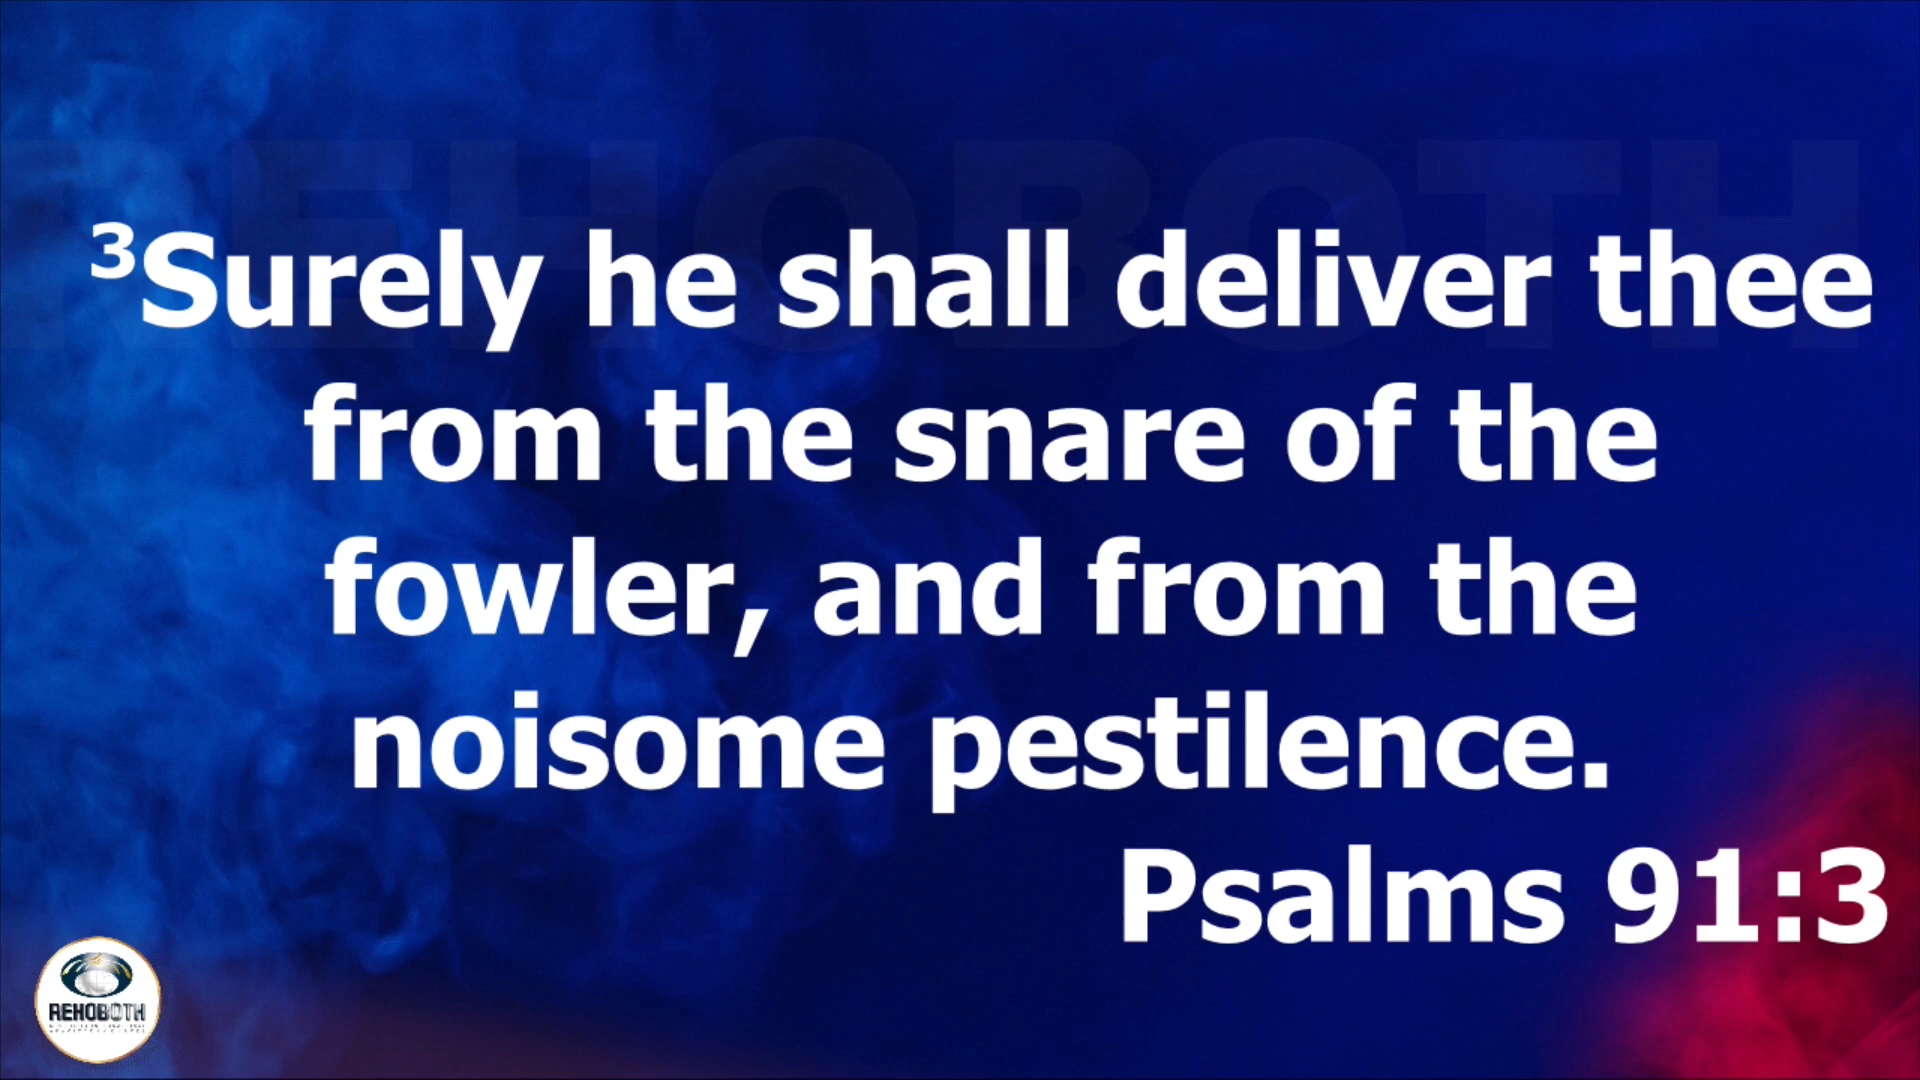 REHOBOTH
³Surely he shall deliver thee
from the snare of the
fowler, and from the
noisome pestilence.
Psalms 91:3
REHOBOTH